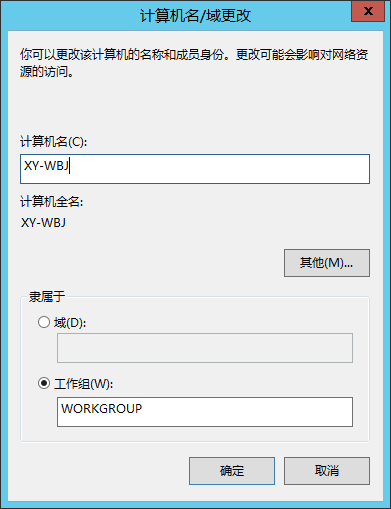 计算机名/域更改
x
你可以更改该计算机的名称和成员身份。更改可能会影响对网络资
源的访问。
计算机名(C):
XY-WBJ
计算机全名:
XY-WBJ
其他(M)...
隶属于
域(D):
工作组(W):
WORKGROUP
确定 取消